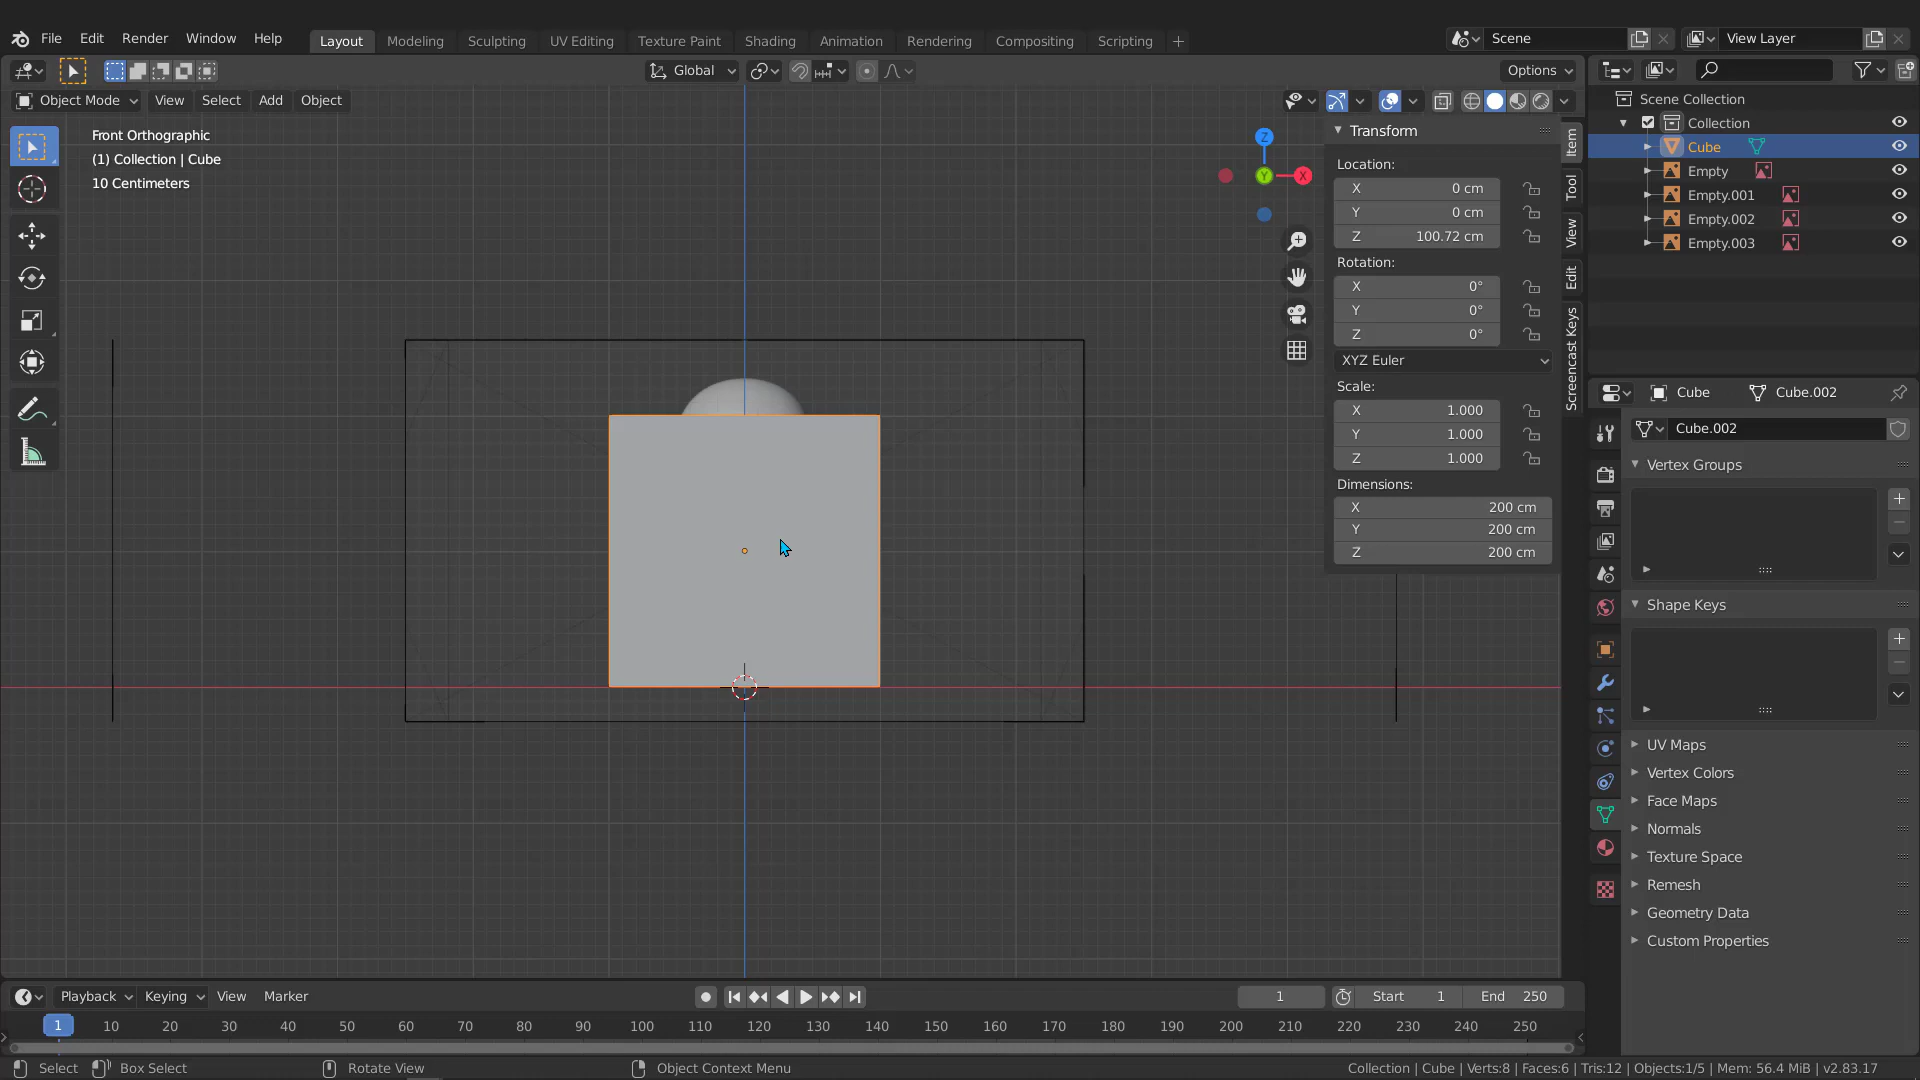 File Edit Render Window Help
Layout Modeling Sculpting UV Editing Texture Paint Shading Animation Rendering Compositing Scripting +
Scene
View Layer
Global
Options
Object Mode View Select Add Object
Front Orthographic
(1) Collection | Cube
10 Centimeters
Z
Y
X
Transform
Location:
X 0 cm
Y 0 cm
Z 100.72 cm
Rotation:
X 0°
Y 0°
Z 0°
XYZ Euler
Scale:
X 1.000
Y 1.000
Z 1.000
Dimensions:
X 200 cm
Y 200 cm
Z 200 cm
Item
Tool
View
Edit
Screencast Keys
Scene Collection
Collection
Cube
Empty
Empty.001
Empty.002
Empty.003
Cube Cube.002
Cube.002
Vertex Groups
Shape Keys
UV Maps
Vertex Colors
Face Maps
Normals
Texture Space
Remesh
Geometry Data
Custom Properties
Playback Keying View Marker
1 Start 1 End 250
1 10 20 30 40 50 60 70 80 90 100 110 120 130 140 150 160 170 180 190 200 210 220 230 240 250
Select Box Select Rotate View Object Context Menu
Collection | Cube | Verts:8 | Faces:6 | Tris:12 | Objects:1/5 | Mem: 56.4 MiB | v2.83.17